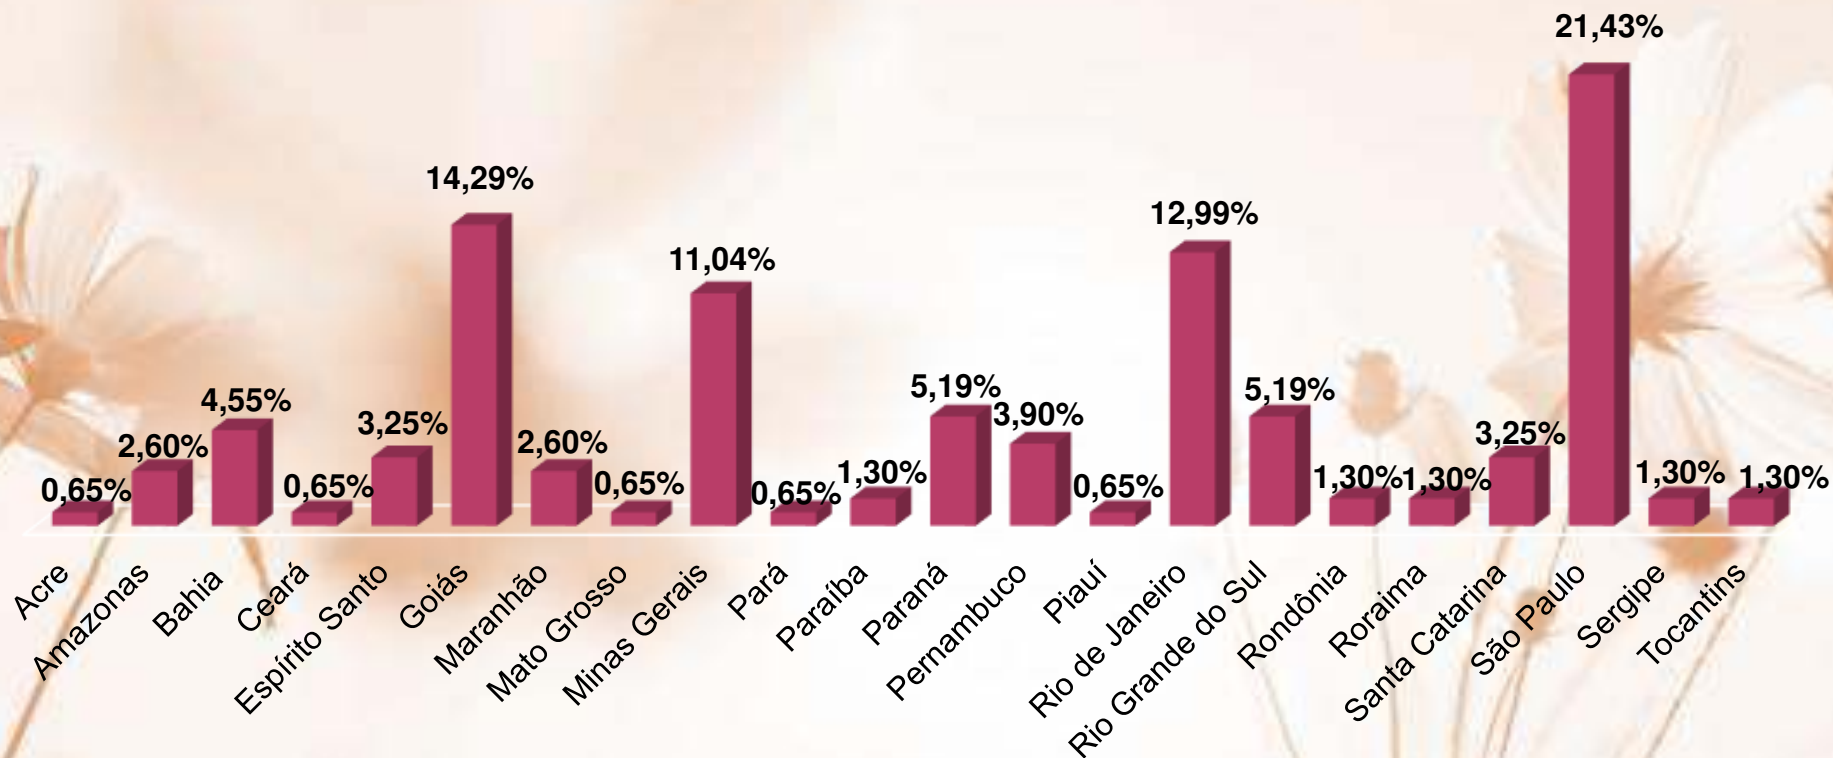 21,43%
14,29%
12,99%
11,04%
5,19%
5,19%
4,55%
3,90%
3,25%
3,25%
2,60%
2,60%
0,65%
0,65%
0,65%
0,65%
1,30%
0,65%
1,30%
1,30%
1,30%
1,30%
Acre
Amazonas
Bahia
Ceará
Espírito Santo
Goiás
Maranhão
Mato Grosso
Minas Gerais
Pará
Paraíba
Paraná
Pernambuco
Piauí
Rio de Janeiro
Rio Grande do Sul
Rondônia
Roraima
Santa Catarina
São Paulo
Sergipe
Tocantins